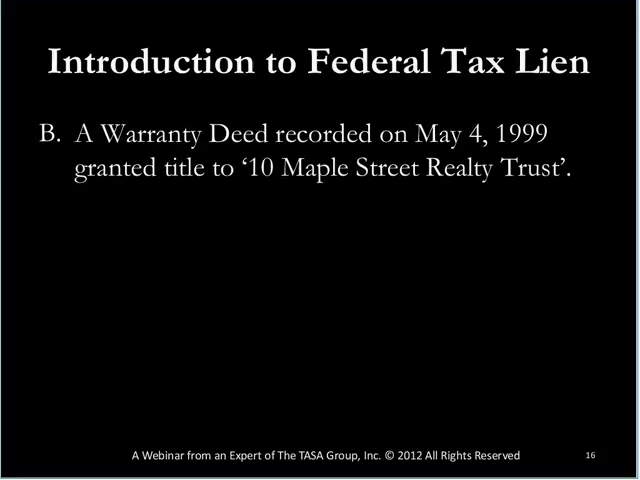 Introduction to Federal Tax Lien
B. A Warranty Deed recorded on May 4, 1999
granted title to ‘10 Maple Street Realty Trust’.
A Webinar from an Expert of The TASA Group, Inc. © 2012 All Rights Reserved
16